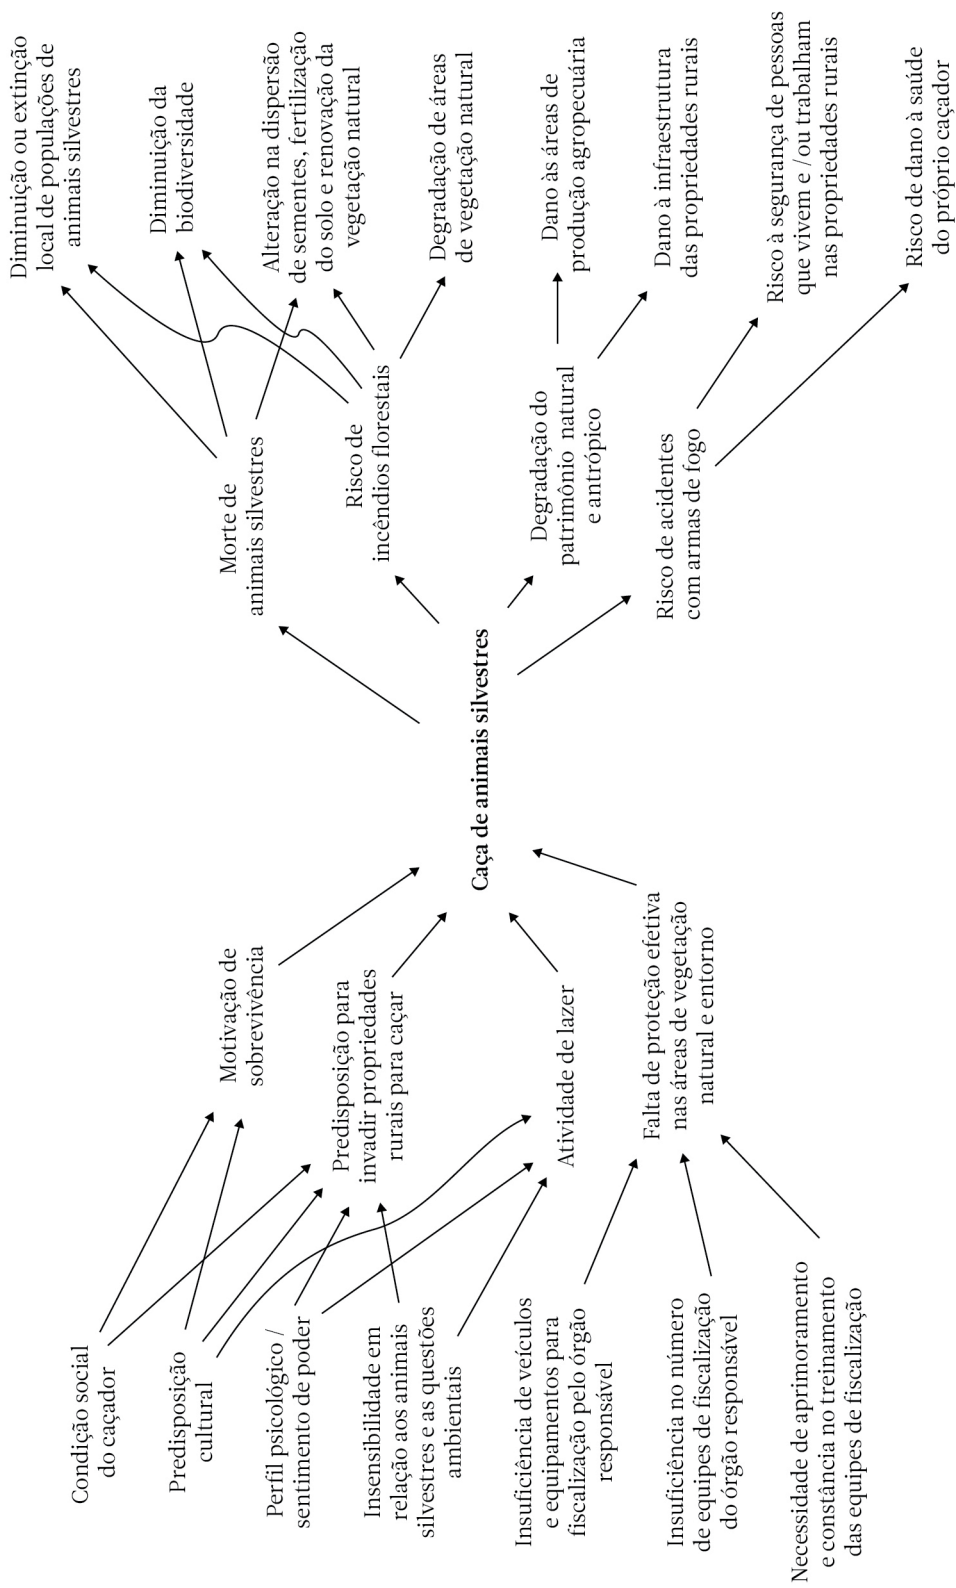 Condição social
do caçador
Predisposição
cultural
Perfil psicológico /
sentimento de poder
Insensibilidade em
relação aos animais
silvestres e as questões
ambientais
Insuficiência de veículos
e equipamentos para
fiscalização pelo órgão
responsável
Insuficiência no número
de equipes de fiscalização
do órgão responsável
Necessidade de aprimoramento
e constância no treinamento
das equipes de fiscalização
Motivação de
sobrevivência
Predisposição para
invadir propriedades
rurais para caçar
Atividade de lazer
Falta de proteção efetiva
nas áreas de vegetação
natural e entorno
Caça de animais silvestres
Morte de
animais silvestres
Risco de
incêndios florestais
Degradação do
patrimônio natural
e antrópico
Risco de acidentes
com armas de fogo
Diminuição ou extinção
local de populações de
animais silvestres
Diminuição da
biodiversidade
Alteração na dispersão
de sementes, fertilização
do solo e renovação da
vegetação natural
Degradação de áreas
de vegetação natural
Dano às áreas de
produção agropecuária
Dano à infraestrutura
das propriedades rurais
Risco à segurança de pessoas
que vivem e /ou trabalham
nas propriedades rurais
Risco de dano à saúde
do próprio caçador